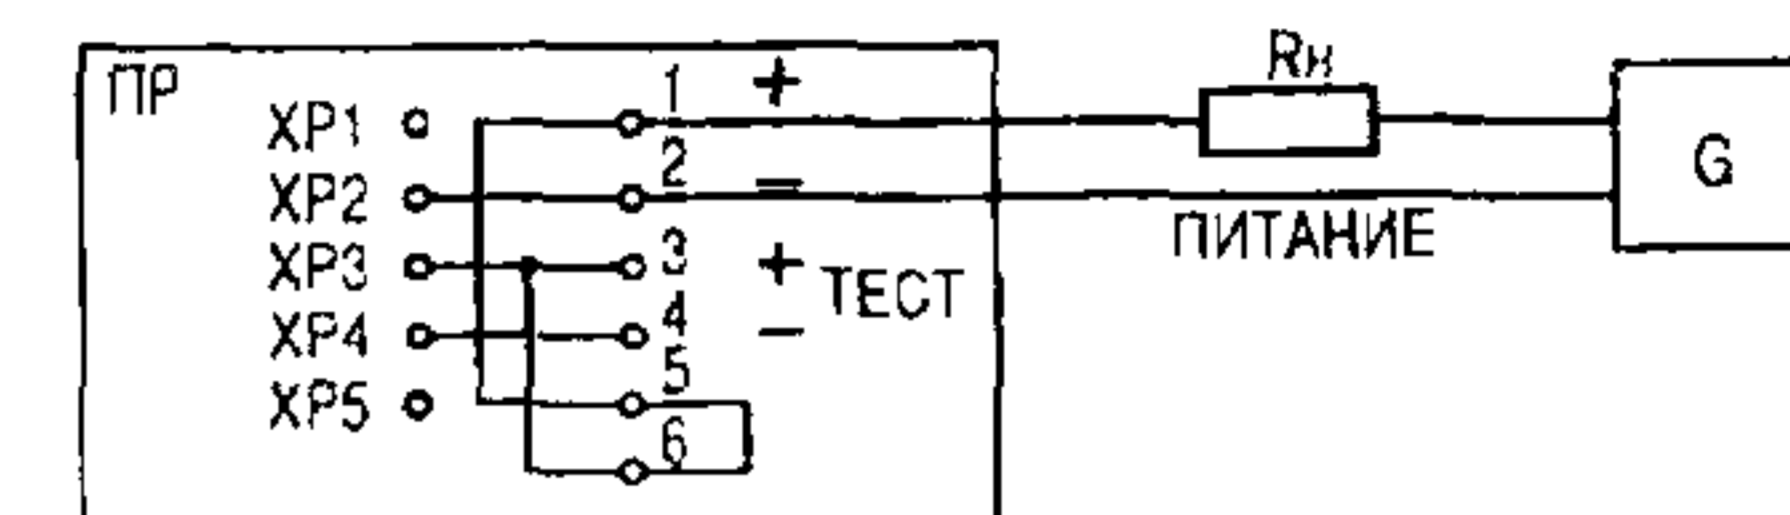 ПР
Rн
G
XP1 1 +
XP2 2 −
XP3 3 + ТЕСТ
XP4 4 −
XP5 5
6
ПИТАНИЕ